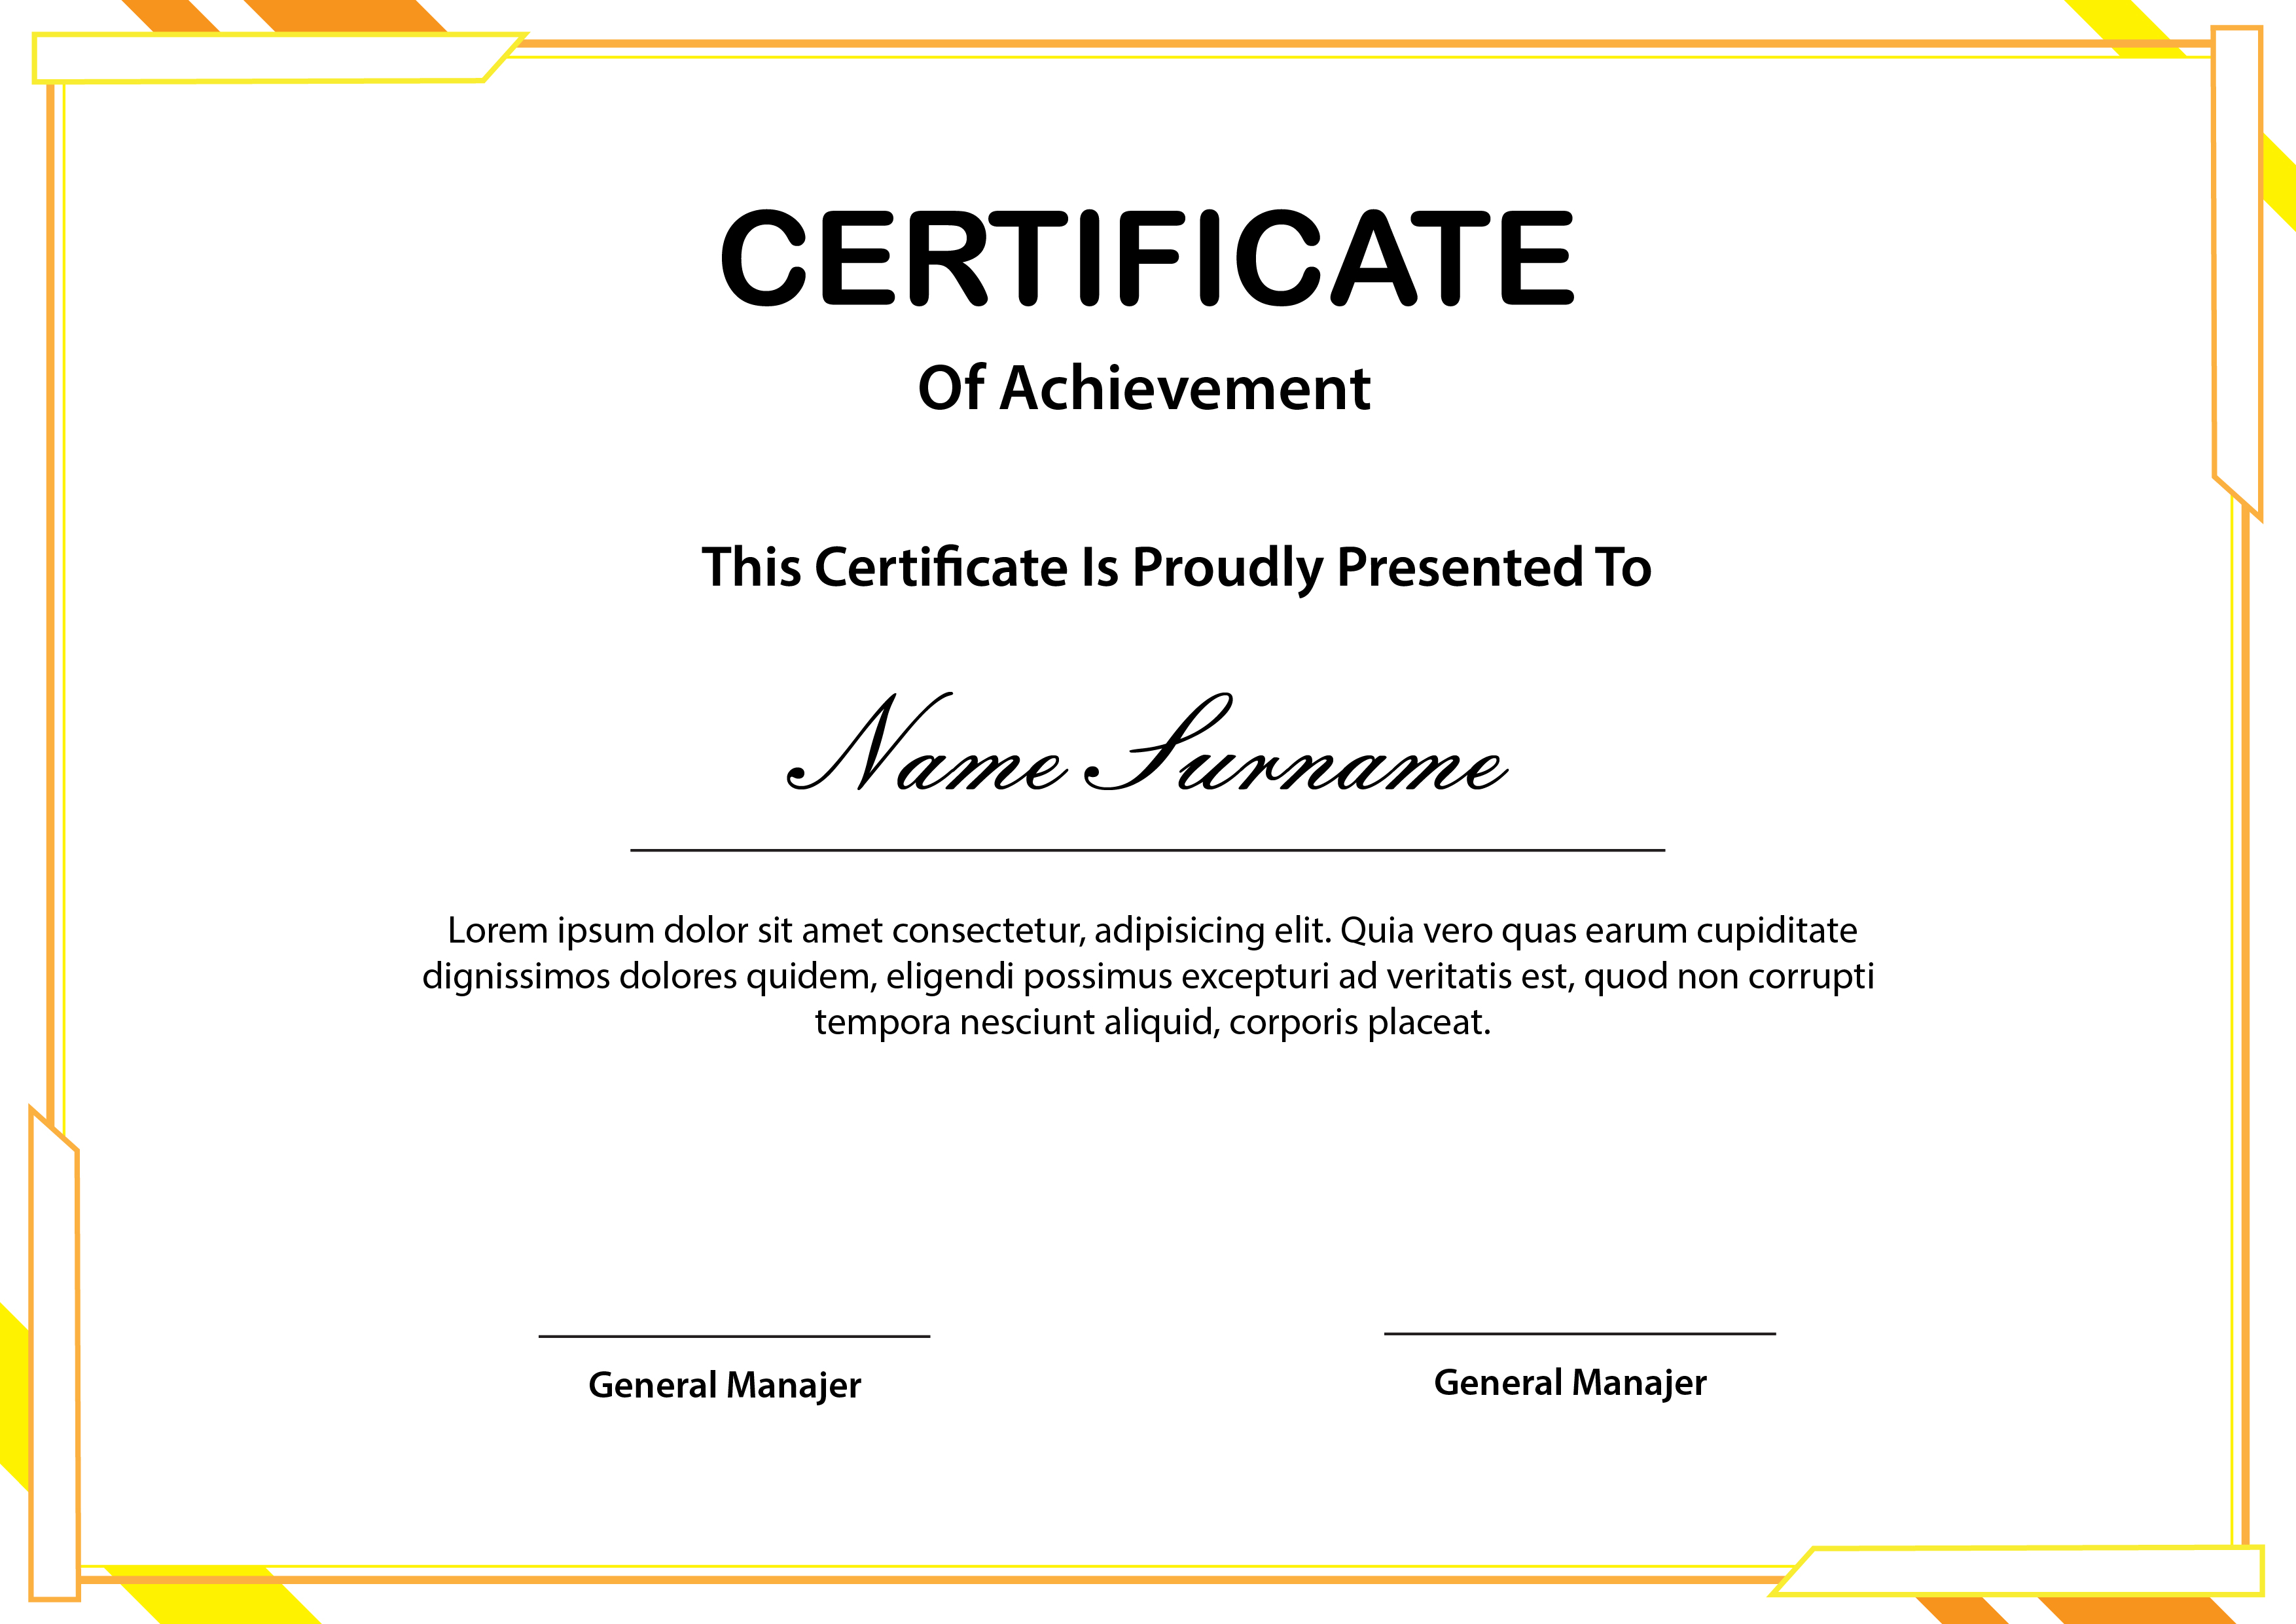 CERTIFICATE
Of Achievement
This Certificate Is Proudly Presented To
Name Surname
Lorem ipsum dolor sit amet consectetur, adipisicing elit. Quia vero quas earum cupiditate
dignissimos dolores quidem, eligendi possimus excepturi ad veritatis est, quod non corrupti
tempora nesciunt aliquid, corporis placeat.
General Manajer
General Manajer